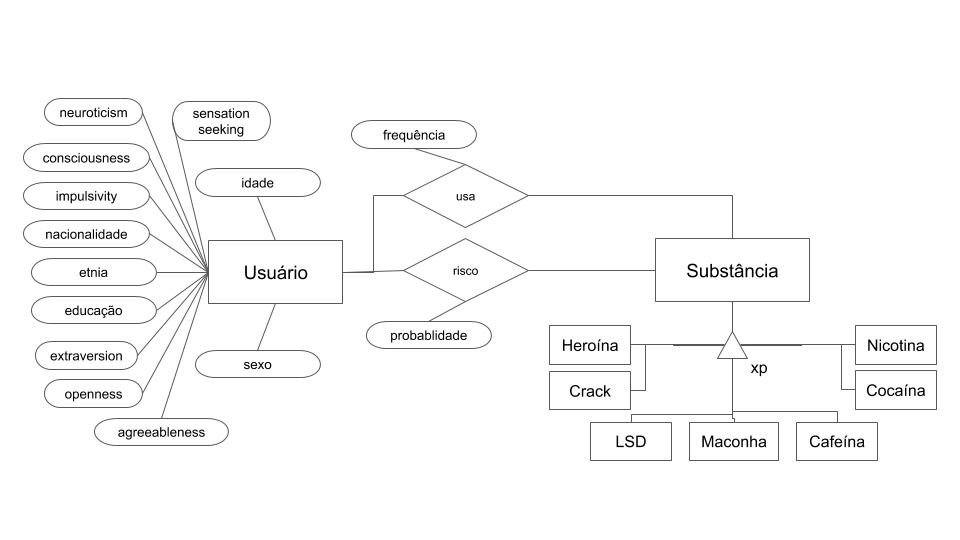 neuroticism
sensation
seeking
consciousness
impulsivity
idade
nacionalidade
etnia
educação
extraversion
openness
agreeableness
sexo
Usuário
frequência
usa
risco
probablidade
Substância
xp
Heroína
Crack
LSD
Maconha
Cafeína
Nicotina
Cocaína